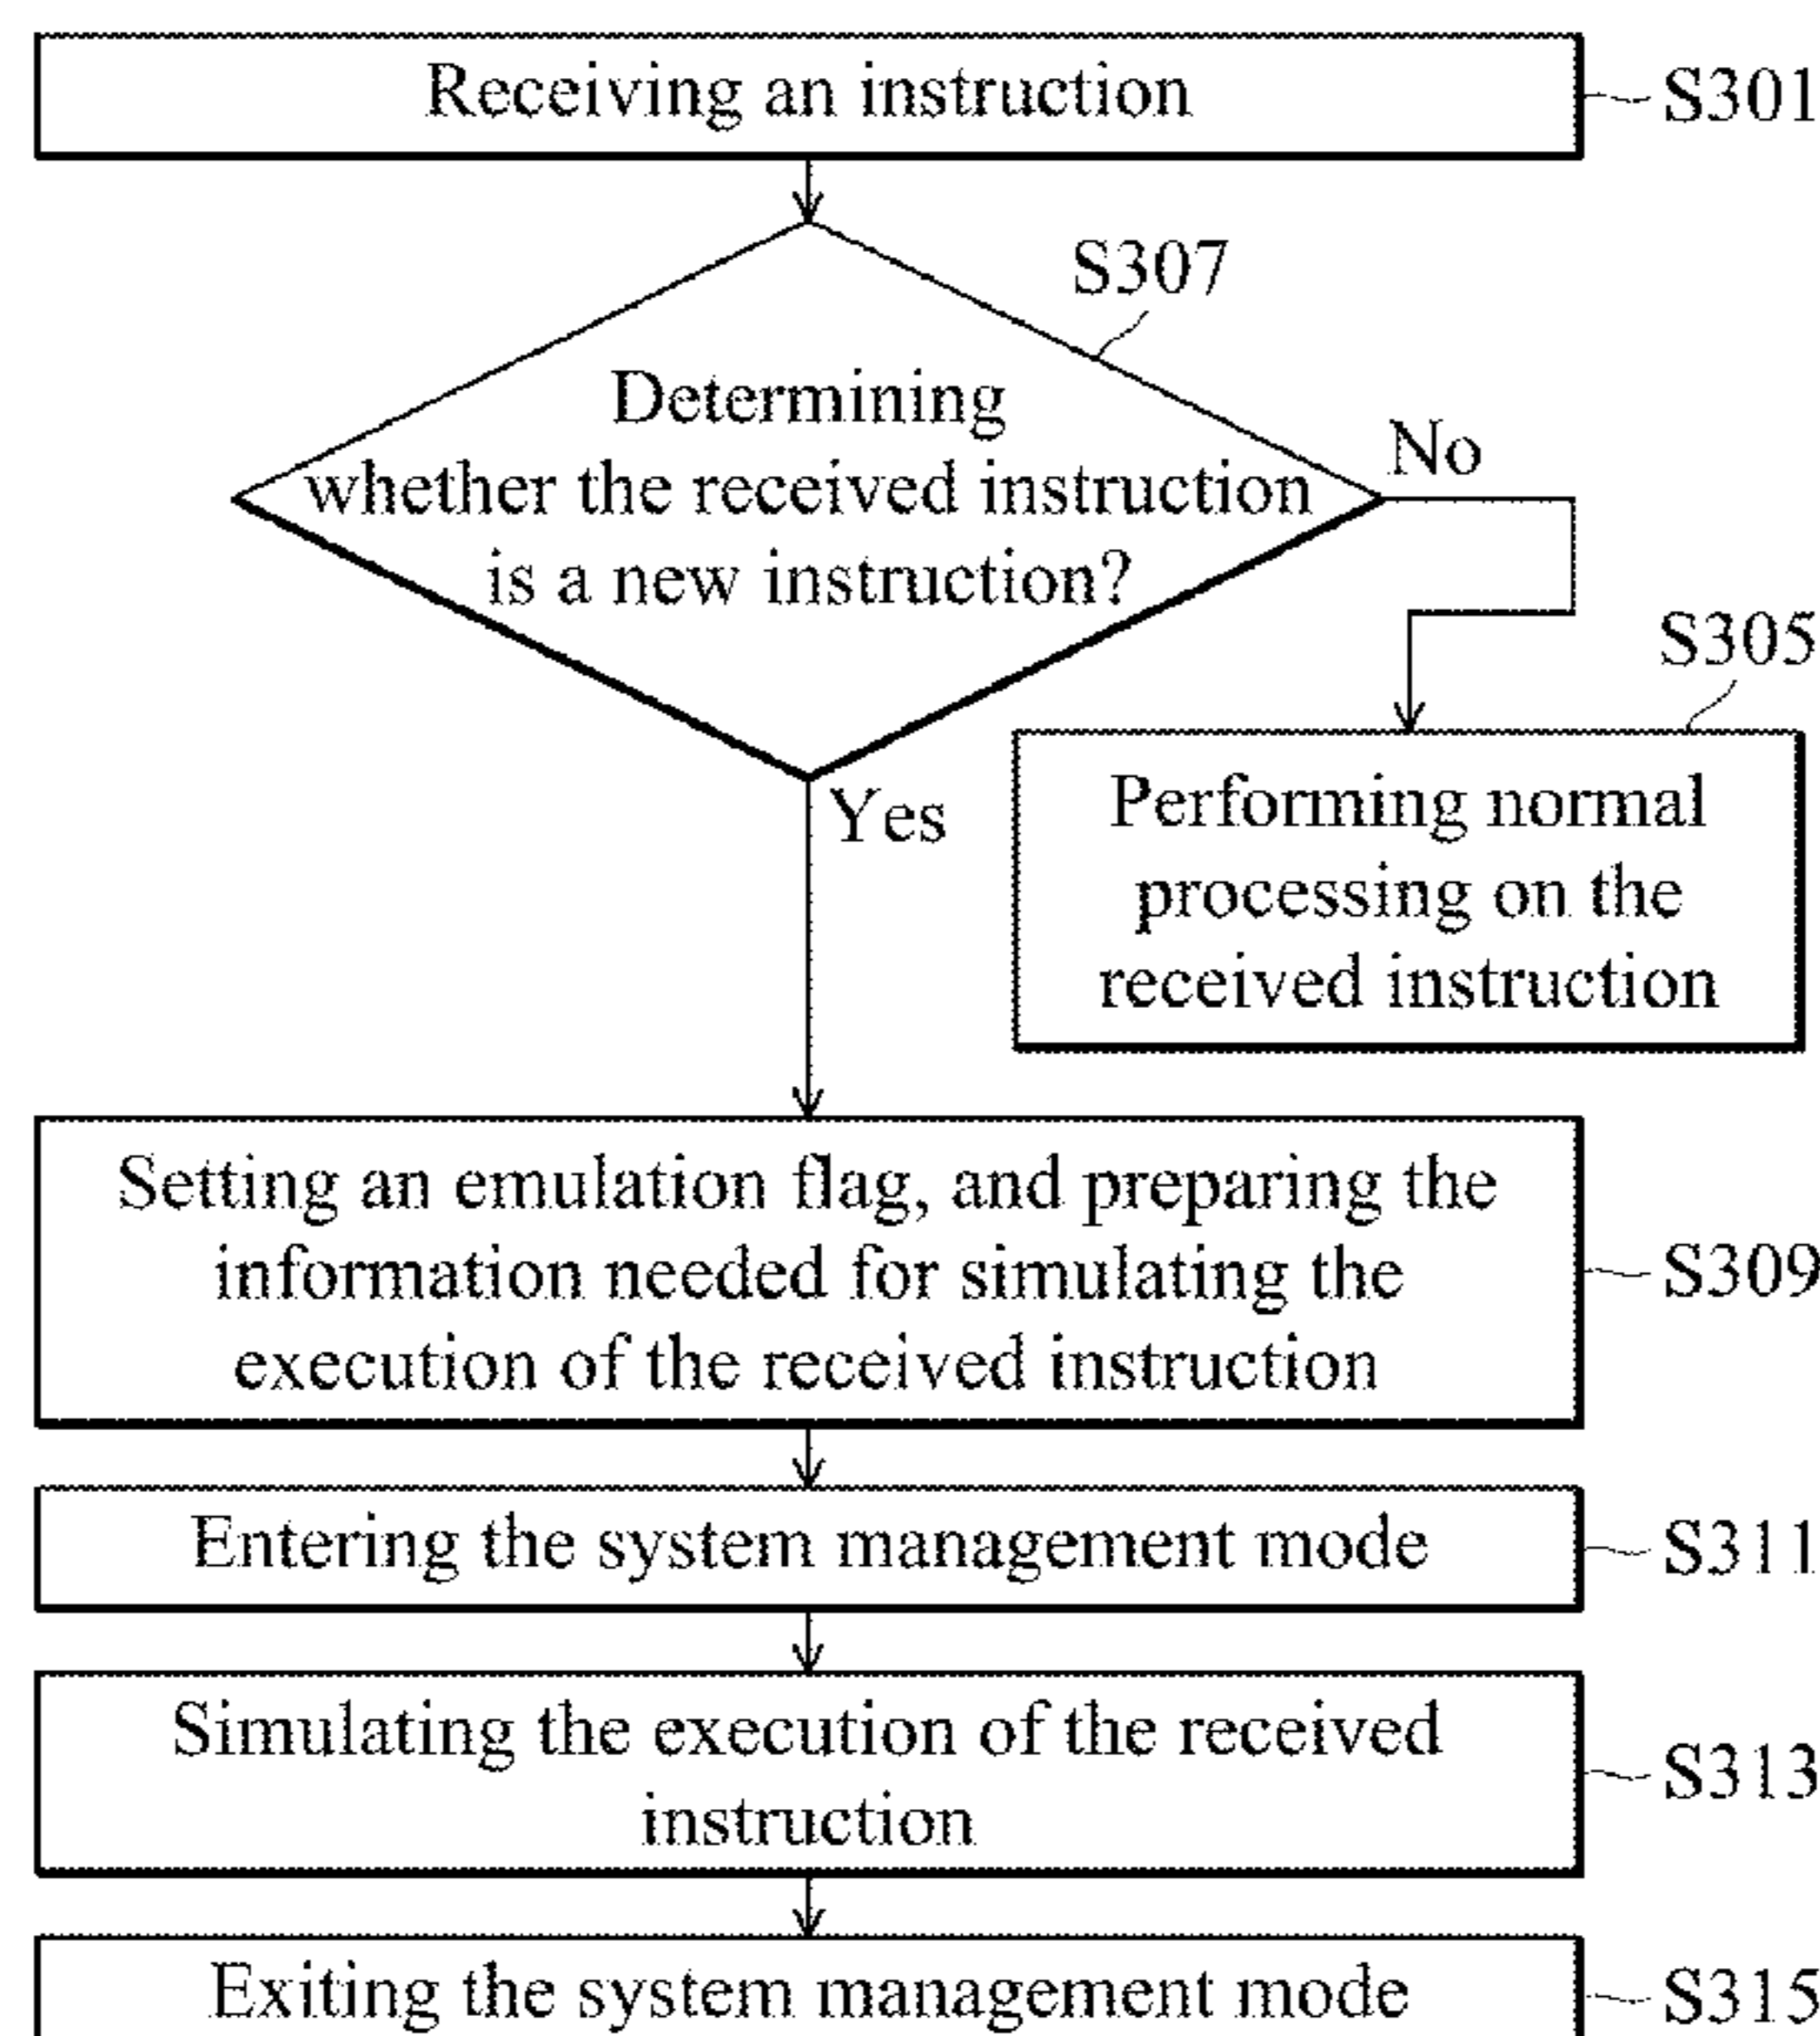 Receiving an instruction
S301
S307
Determining
whether the received instruction
is a new instruction?
No
Yes
S305
Performing normal
processing on the
received instruction
Setting an emulation flag, and preparing the
information needed for simulating the
execution of the received instruction
S309
Entering the system management mode
S311
Simulating the execution of the received
instruction
S313
Exiting the system management mode
S315